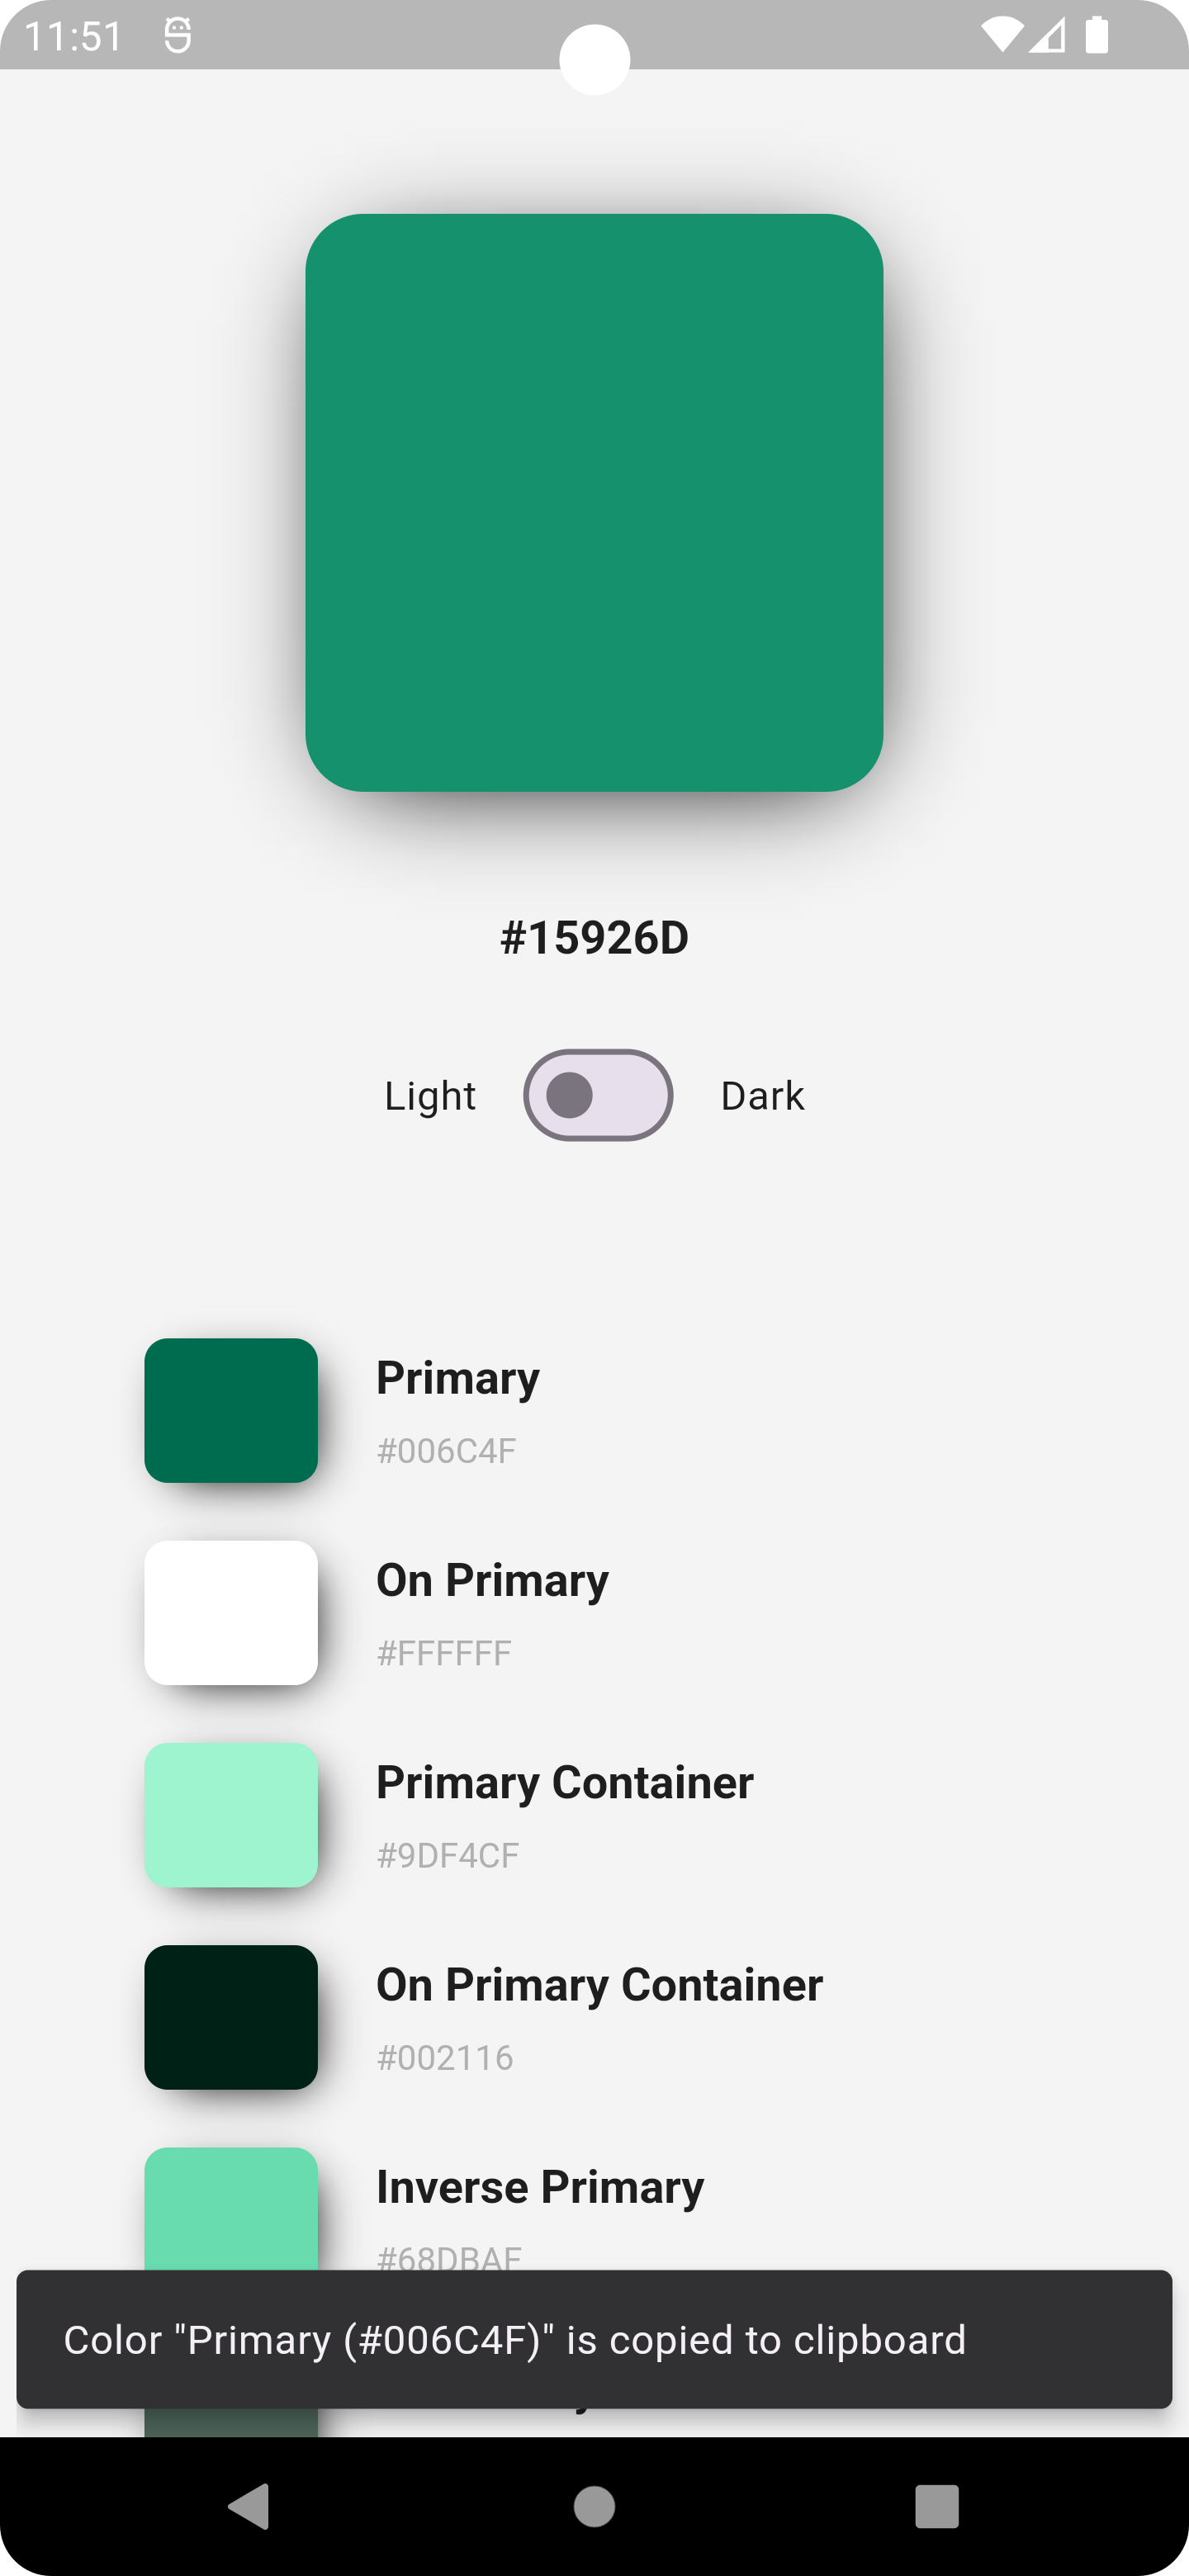 11:51
#15926D
Light Dark
Primary
#006C4F
On Primary
#FFFFFF
Primary Container
#9DF4CF
On Primary Container
#002116
Inverse Primary
#68DBAF
Color "Primary (#006C4F)" is copied to clipboard